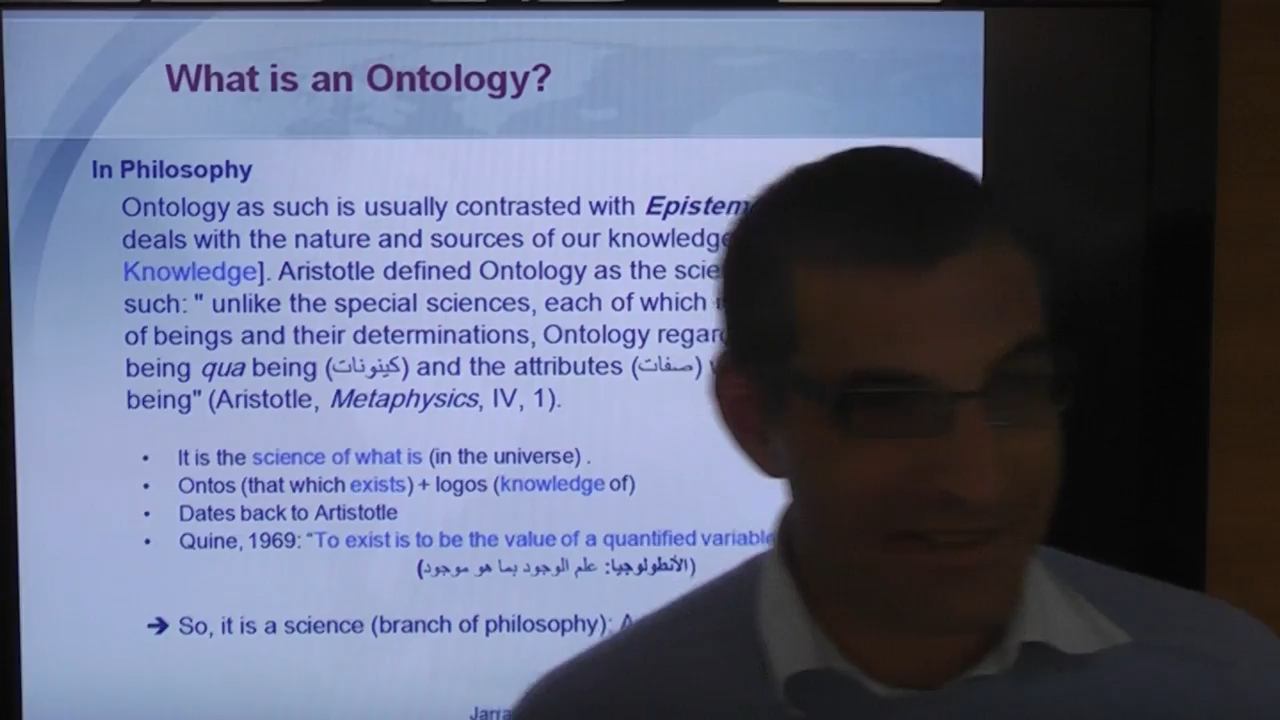 What is an Ontology?
In Philosophy
Ontology as such is usually contrasted with
deals with the nature and sources of our knowledge
Knowledge]. Aristotle defined Ontology as the
such: " unlike the special sciences, each of which
of beings and their determinations, Ontology
being qua being (كينونات) and the attributes (صفات)
being" (Aristotle, Metaphysics, IV, 1).
• It is the science of what is (in the universe) .
• Ontos (that which exists) + logos (knowledge of)
• Dates back to Artistotle
• Quine, 1969: "To exist is to be the value of a quantified variable
(الأنطولوجيا: علم الوجود بما هو موجود)
➔ So, it is a science (branch of philosophy):